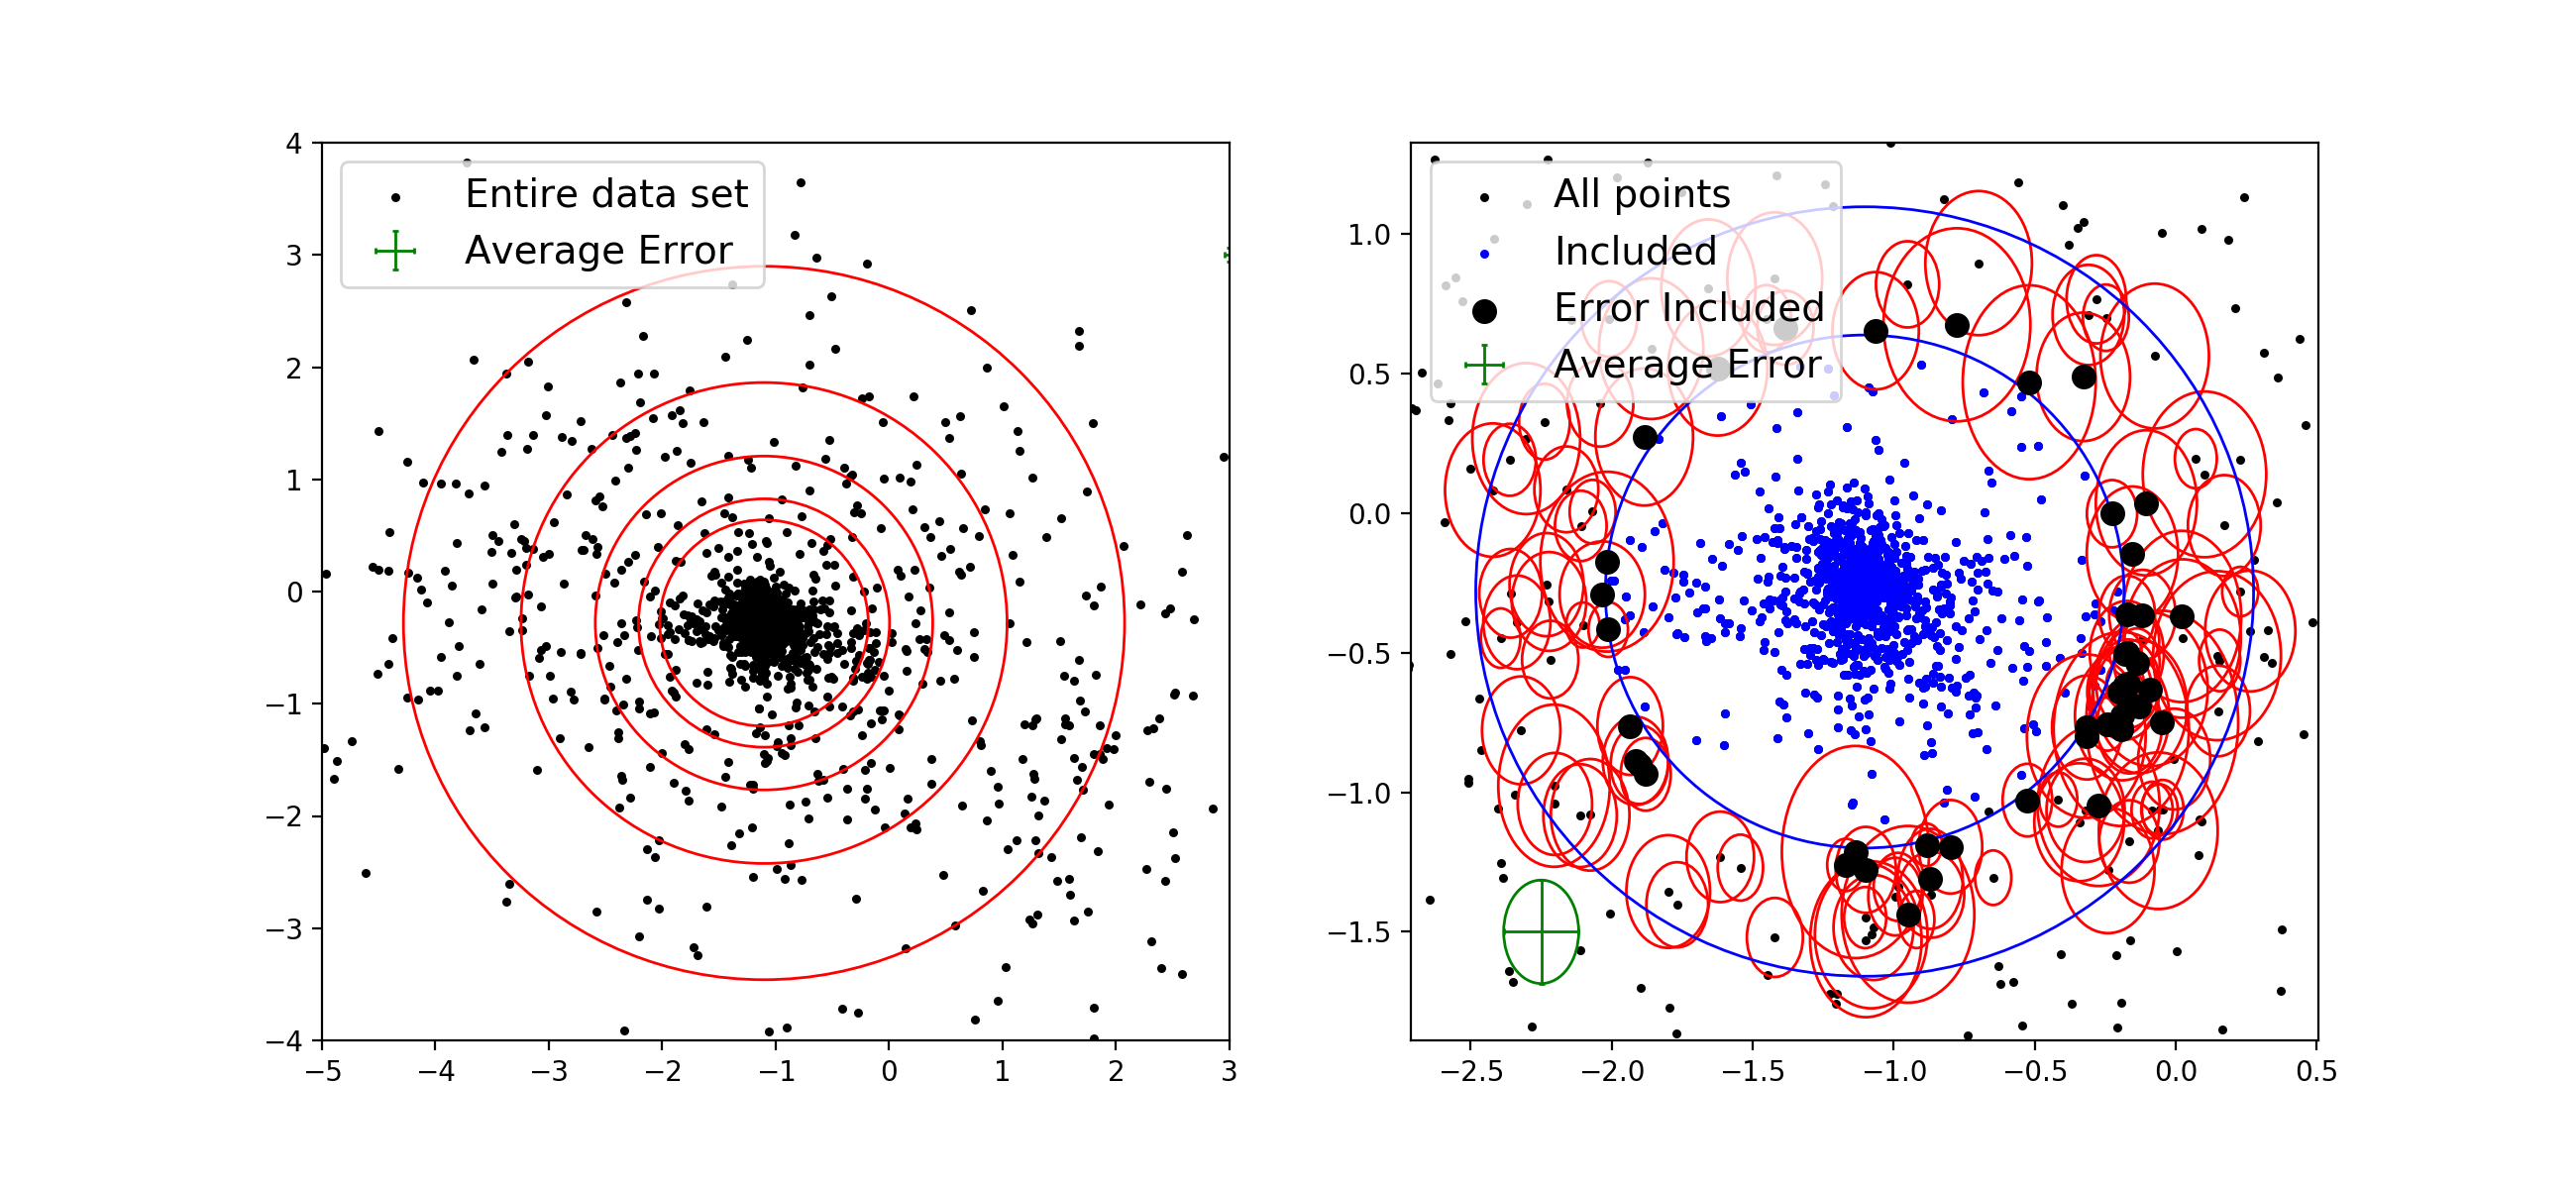 Entire data set
Average Error
4
3
2
1
0
−1
−2
−3
−4
−5 −4 −3 −2 −1 0 1 2 3
All points
Included
Error Included
Average Error
1.0
0.5
0.0
−0.5
−1.0
−1.5
−2.5 −2.0 −1.5 −1.0 −0.5 0.0 0.5